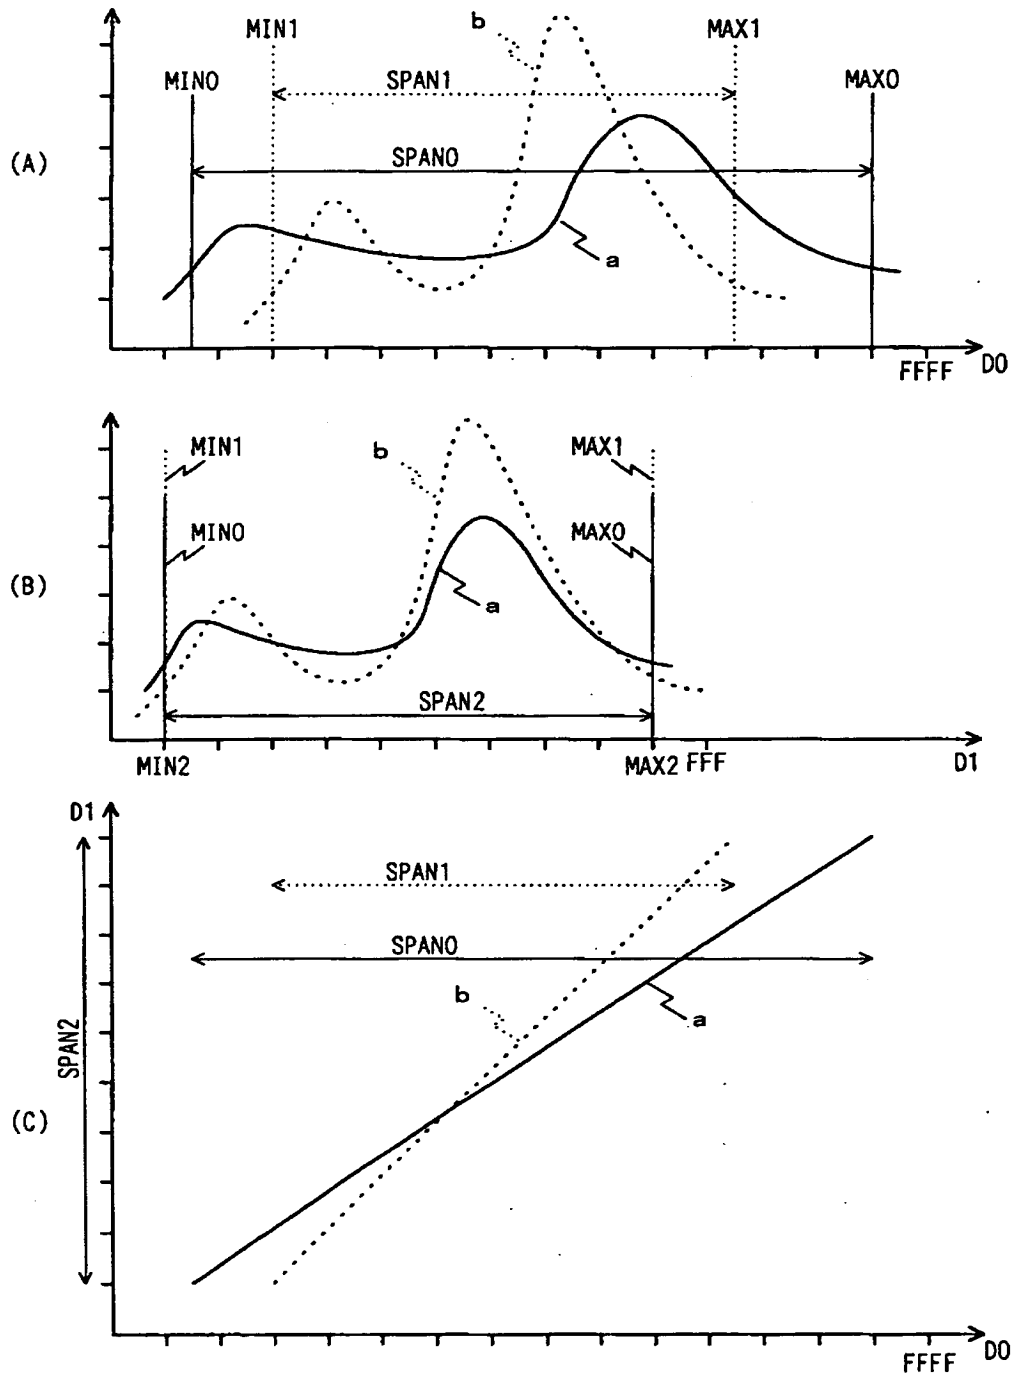 b
MIN1
MAX1
MIN0
SPAN1
MAX0
(A)
SPAN0
a
FFFF
D0
MIN1
b
MAX1
MIN0
MAX0
(B)
a
SPAN2
MIN2
MAX2
FFF
D1
D1
SPAN1
SPAN0
b
a
SPAN2
(C)
FFFF
D0